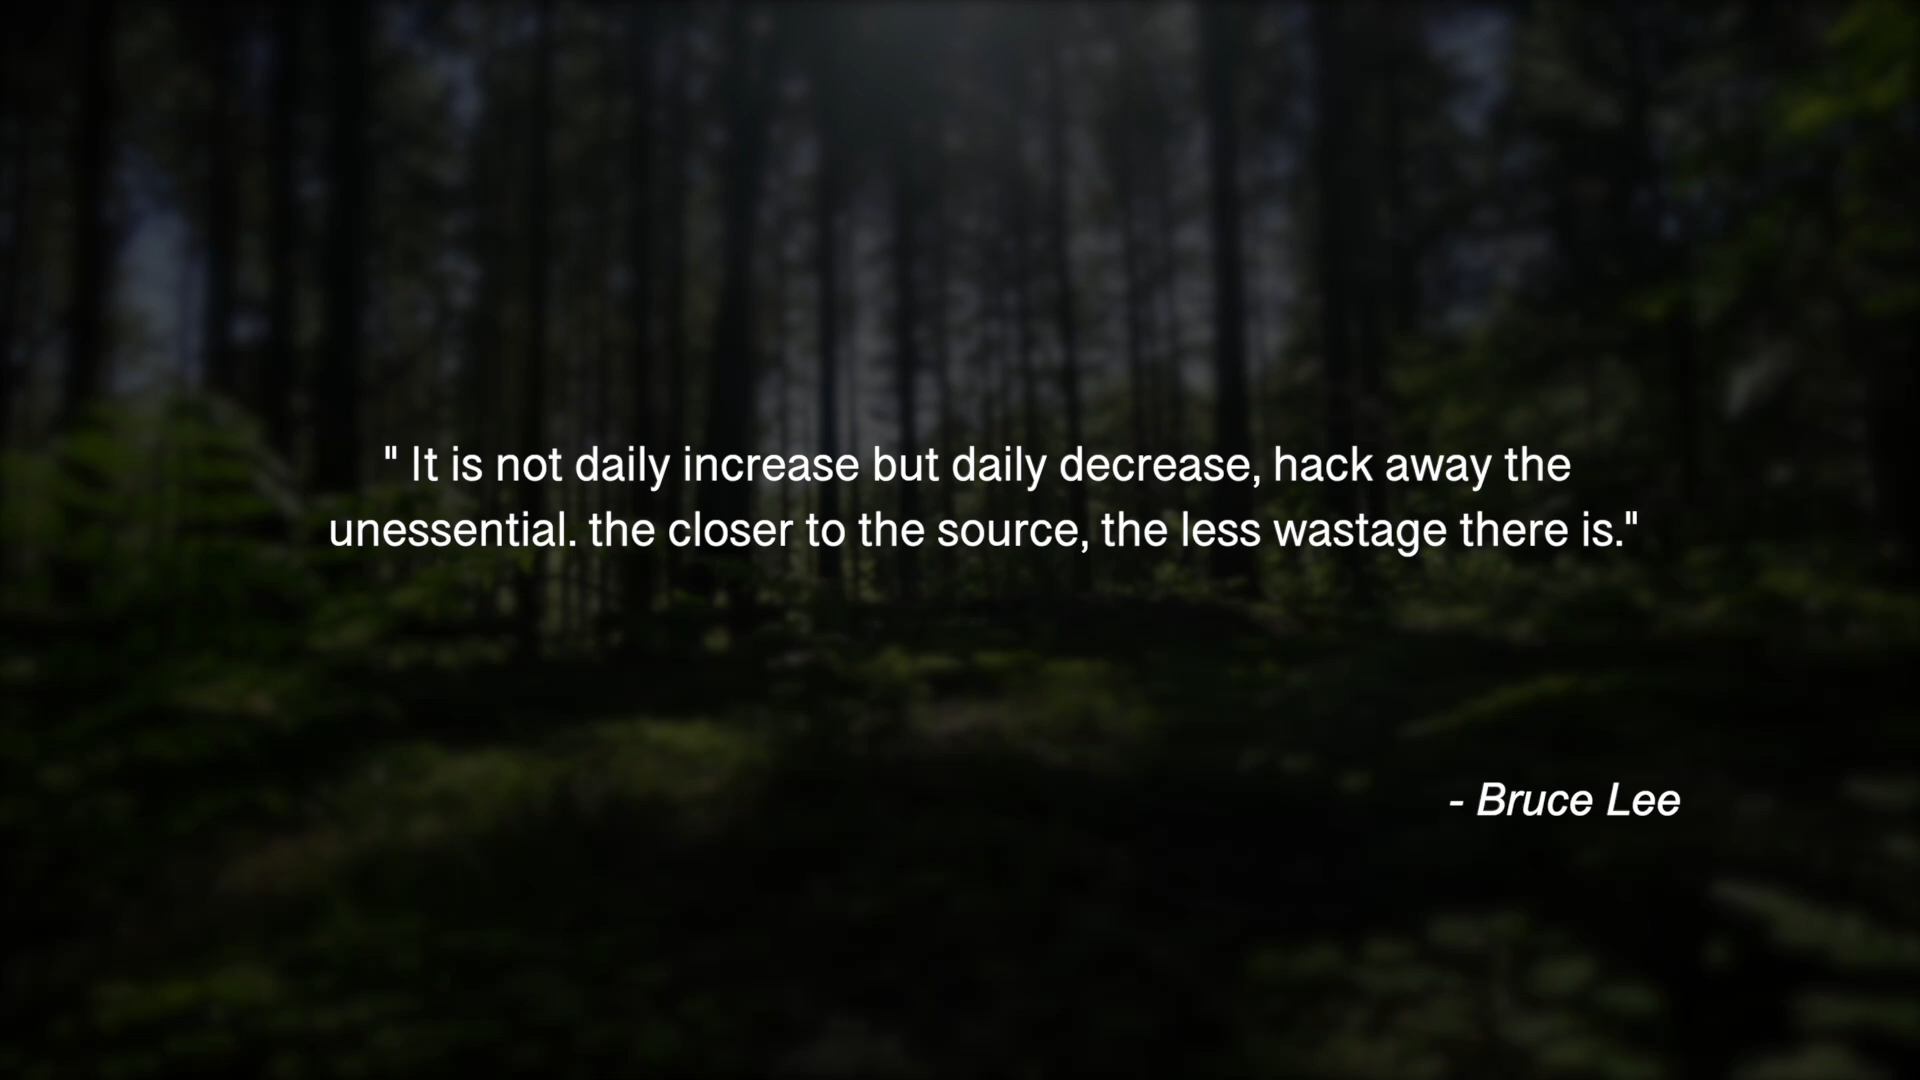 " It is not daily increase but daily decrease, hack away the
unessential. the closer to the source, the less wastage there is."
- Bruce Lee